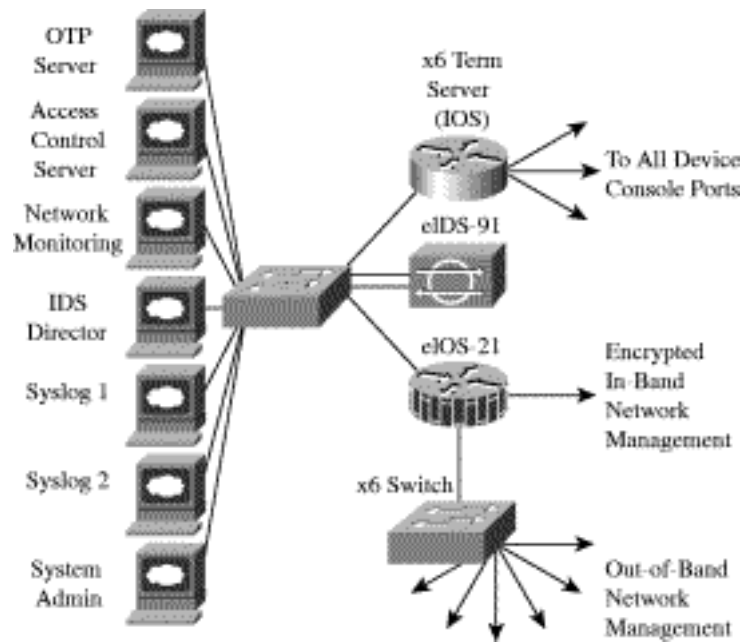 OTP
Server
Access
Control
Server
Network
Monitoring
IDS
Director
Syslog 1
Syslog 2
System
Admin
x6 Term
Server
(IOS)
To All Device
Console Ports
eIDS-91
eIOS-21
Encrypted
In-Band
Network
Management
x6 Switch
Out-of-Band
Network
Management